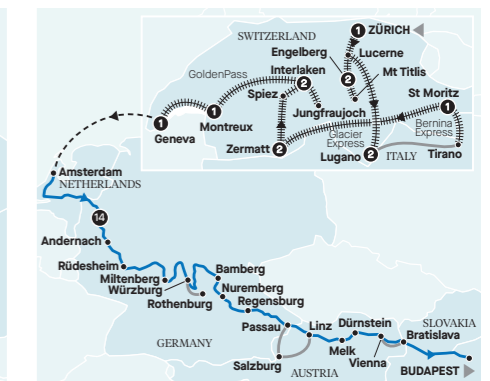 SWITZERLAND
1 ZÜRICH
Engelberg
Lucerne
GoldenPass
Interlaken
2
2
Mt Titlis
Spiez
St Moritz
1
Jungfraujoch
1
Montreux
1
Geneva
Glacier
Express
Bernina
Express
Zermatt 2
Lugano 2
ITALY
Tirano
Amsterdam
NETHERLANDS
14
Andernach
Rüdesheim
Miltenberg
Würzburg
Rothenburg
Bamberg
Nuremberg
Regensburg
Passau
Linz
Dürnstein
SLOVAKIA
Bratislava
GERMANY
Melk
Vienna
Salzburg
AUSTRIA
BUDAPEST